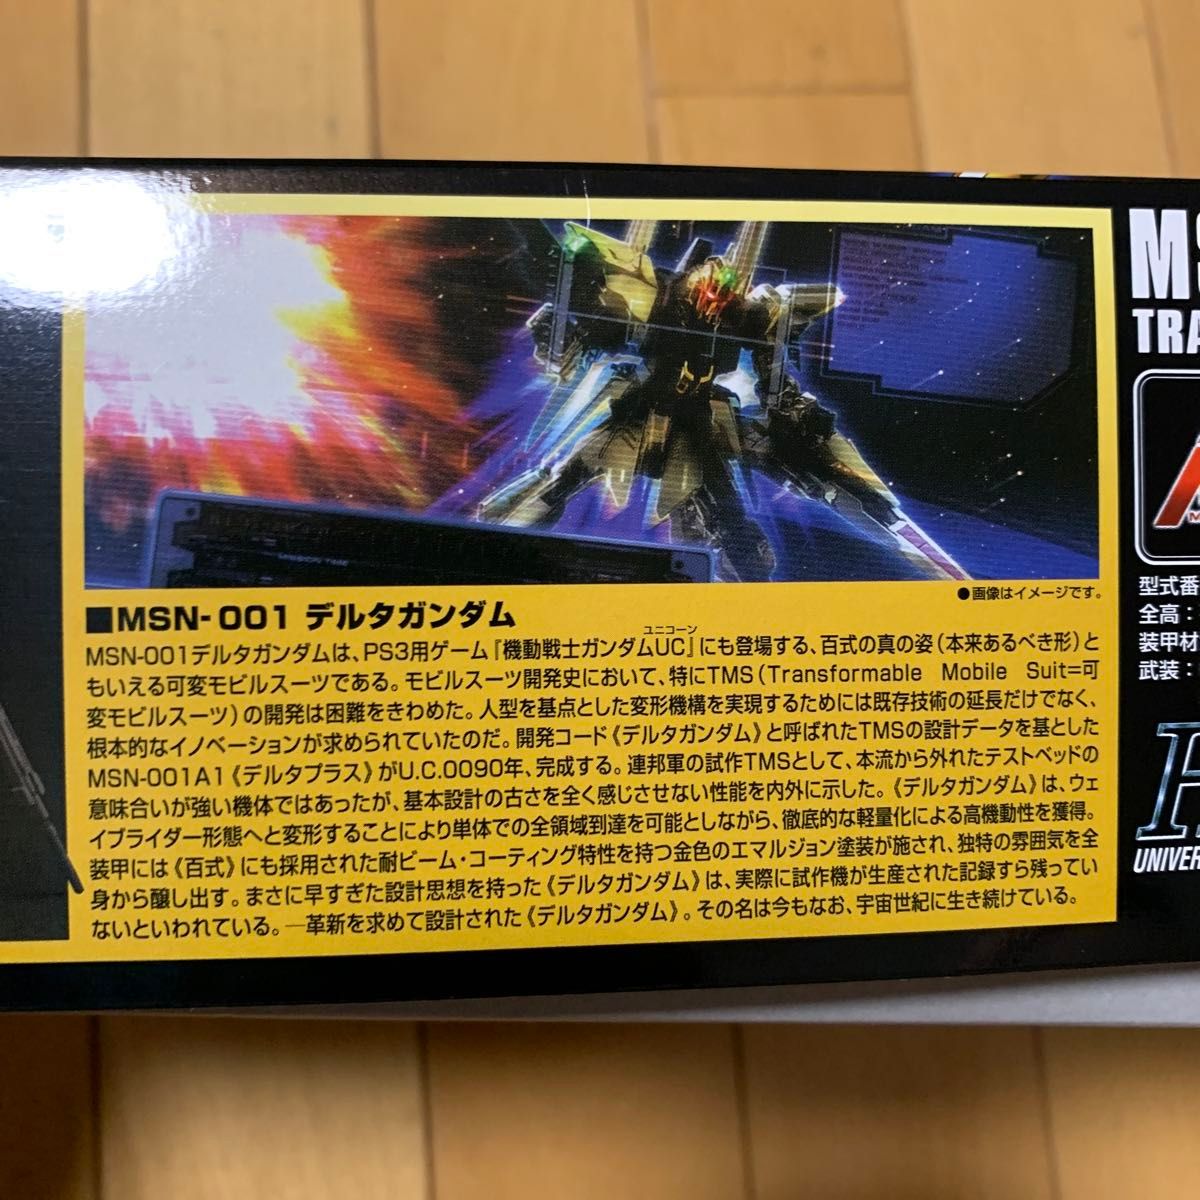 ●画像はイメージです。
■MSN-001 デルタガンダム
ユニコーン
MSN-001デルタガンダムは、PS3用ゲーム『機動戦士ガンダムUC』にも登場する、百式の真の姿（本来あるべき形）と
もいえる可変モビルスーツである。モビルスーツ開発史において、特にTMS（Transformable Mobile Suit=可
変モビルスーツ）の開発は困難をきわめた。人型を基点とした変形機構を実現するためには既存技術の延長だけでなく、
根本的なイノベーションが求められていたのだ。開発コード《デルタガンダム》と呼ばれたTMSの設計データを基とした
MSN-001A1《デルタプラス》がU.C.0090年、完成する。連邦軍の試作TMSとして、本流から外れたテストベッドの
意味合いが強い機体ではあったが、基本設計の古さを全く感じさせない性能を内外に示した。《デルタガンダム》は、ウェ
イブライダー形態へと変形することにより単体での全領域到達を可能としながら、徹底的な軽量化による高機動性を獲得。
装甲には《百式》にも採用された耐ビーム・コーティング特性を持つ金色のエマルジョン塗装が施され、独特の雰囲気を全
身から醸し出す。まさに早すぎた設計思想を持った《デルタガンダム》は、実際に試作機が生産された記録すら残ってい
ないといわれている。—革新を求めて設計された《デルタガンダム》。その名は今もなお、宇宙世紀に生き続けている。
MS
TRA
型式番
全高：
装甲材
武装：
UNIVER